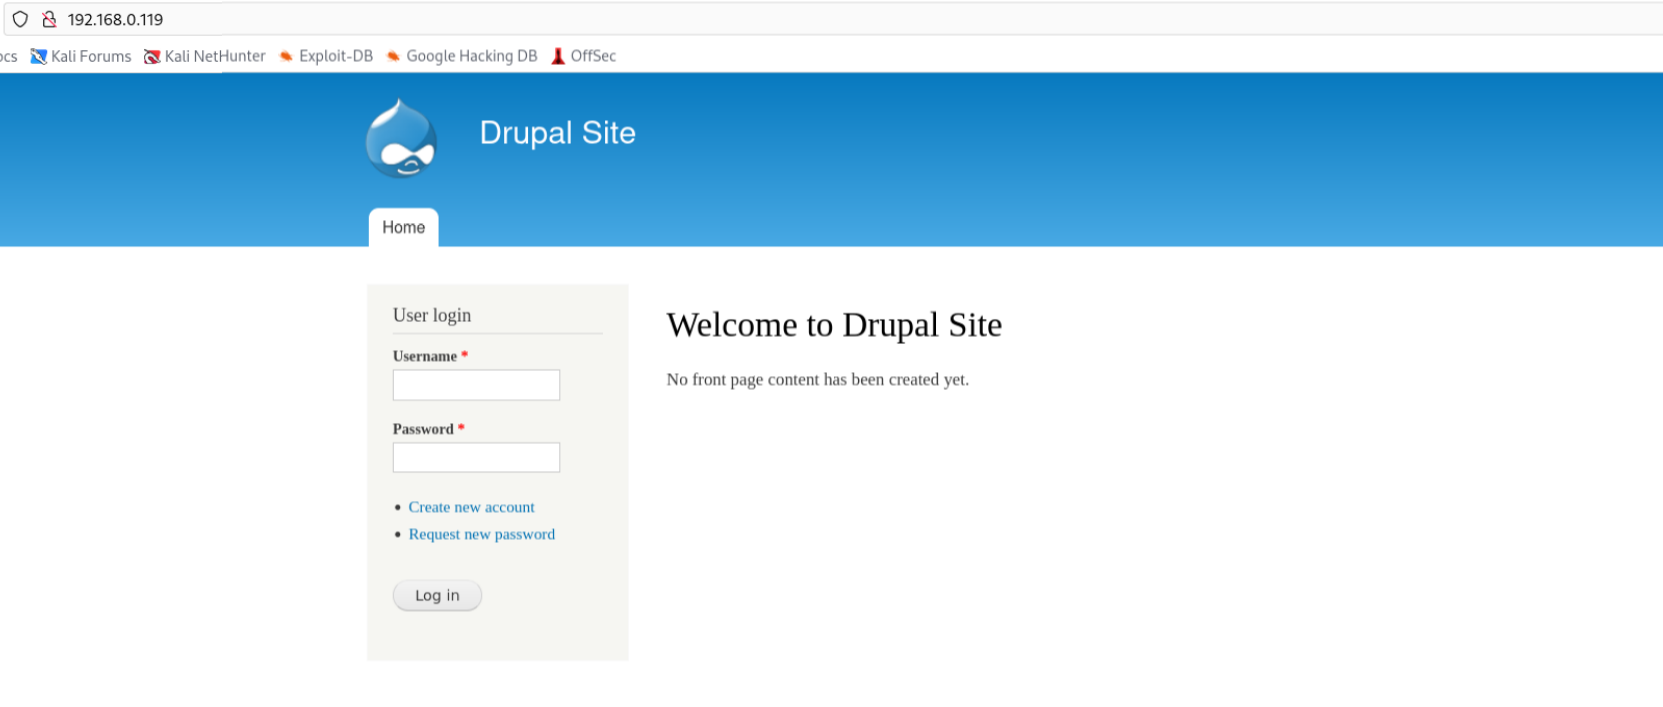 192.168.0.119
ocs Kali Forums Kali NetHunter Exploit-DB Google Hacking DB OffSec
Drupal Site
Home
User login
Username *
Password *
Create new account
Request new password
Log in
Welcome to Drupal Site
No front page content has been created yet.